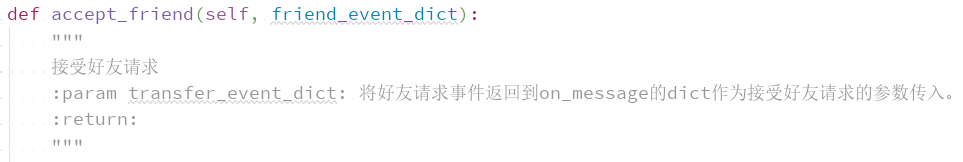 def accept_friend(self, friend_event_dict):
"""
接受好友请求
:param transfer_event_dict: 将好友请求事件返回到on_message的dict作为接受好友请求的参数传入。
:return:
"""